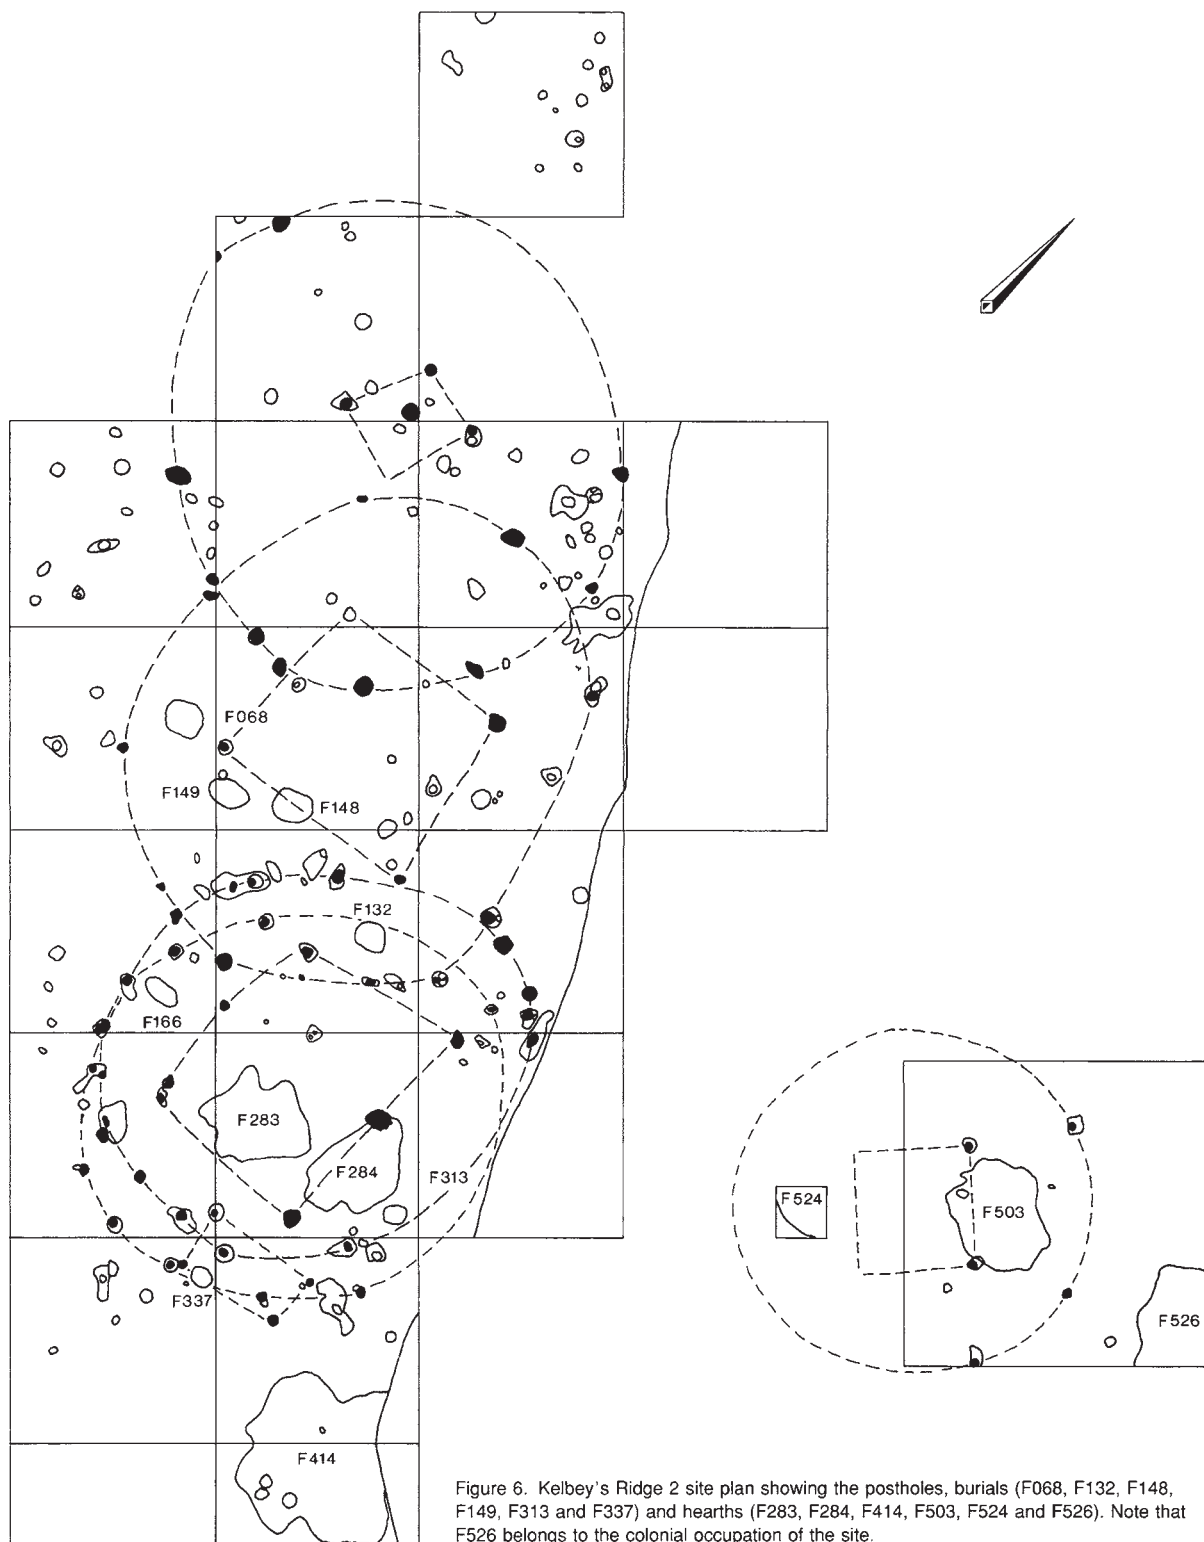 F068
F149
F148
F132
F166
F283
F284
F313
F337
F414
F524
F503
F526
Figure 6. Kelbey's Ridge 2 site plan showing the postholes, burials (F068, F132, F148,
F149, F313 and F337) and hearths (F283, F284, F414, F503, F524 and F526). Note that
F526 belongs to the colonial occupation of the site.